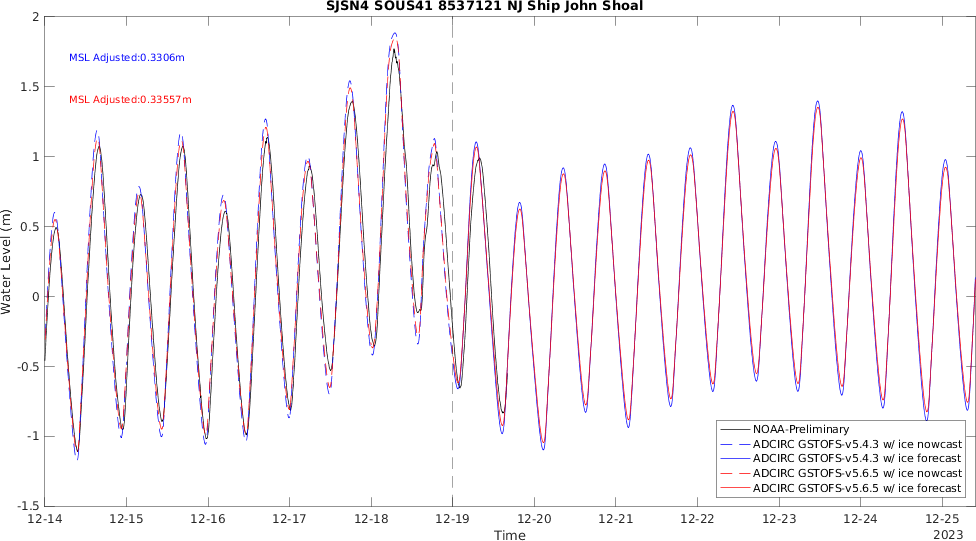 SJSN4 SOUS41 8537121 NJ Ship John Shoal
MSL Adjusted:0.3306m
MSL Adjusted:0.33557m
Water Level (m)
2
1.5
1
0.5
0
-0.5
-1
-1.5
NOAA-Preliminary
ADCIRC GSTOFS-v5.4.3 w/ ice nowcast
ADCIRC GSTOFS-v5.4.3 w/ ice forecast
ADCIRC GSTOFS-v5.6.5 w/ ice nowcast
ADCIRC GSTOFS-v5.6.5 w/ ice forecast
12-14 12-15 12-16 12-17 12-18 12-19 12-20 12-21 12-22 12-23 12-24 12-25
Time
2023